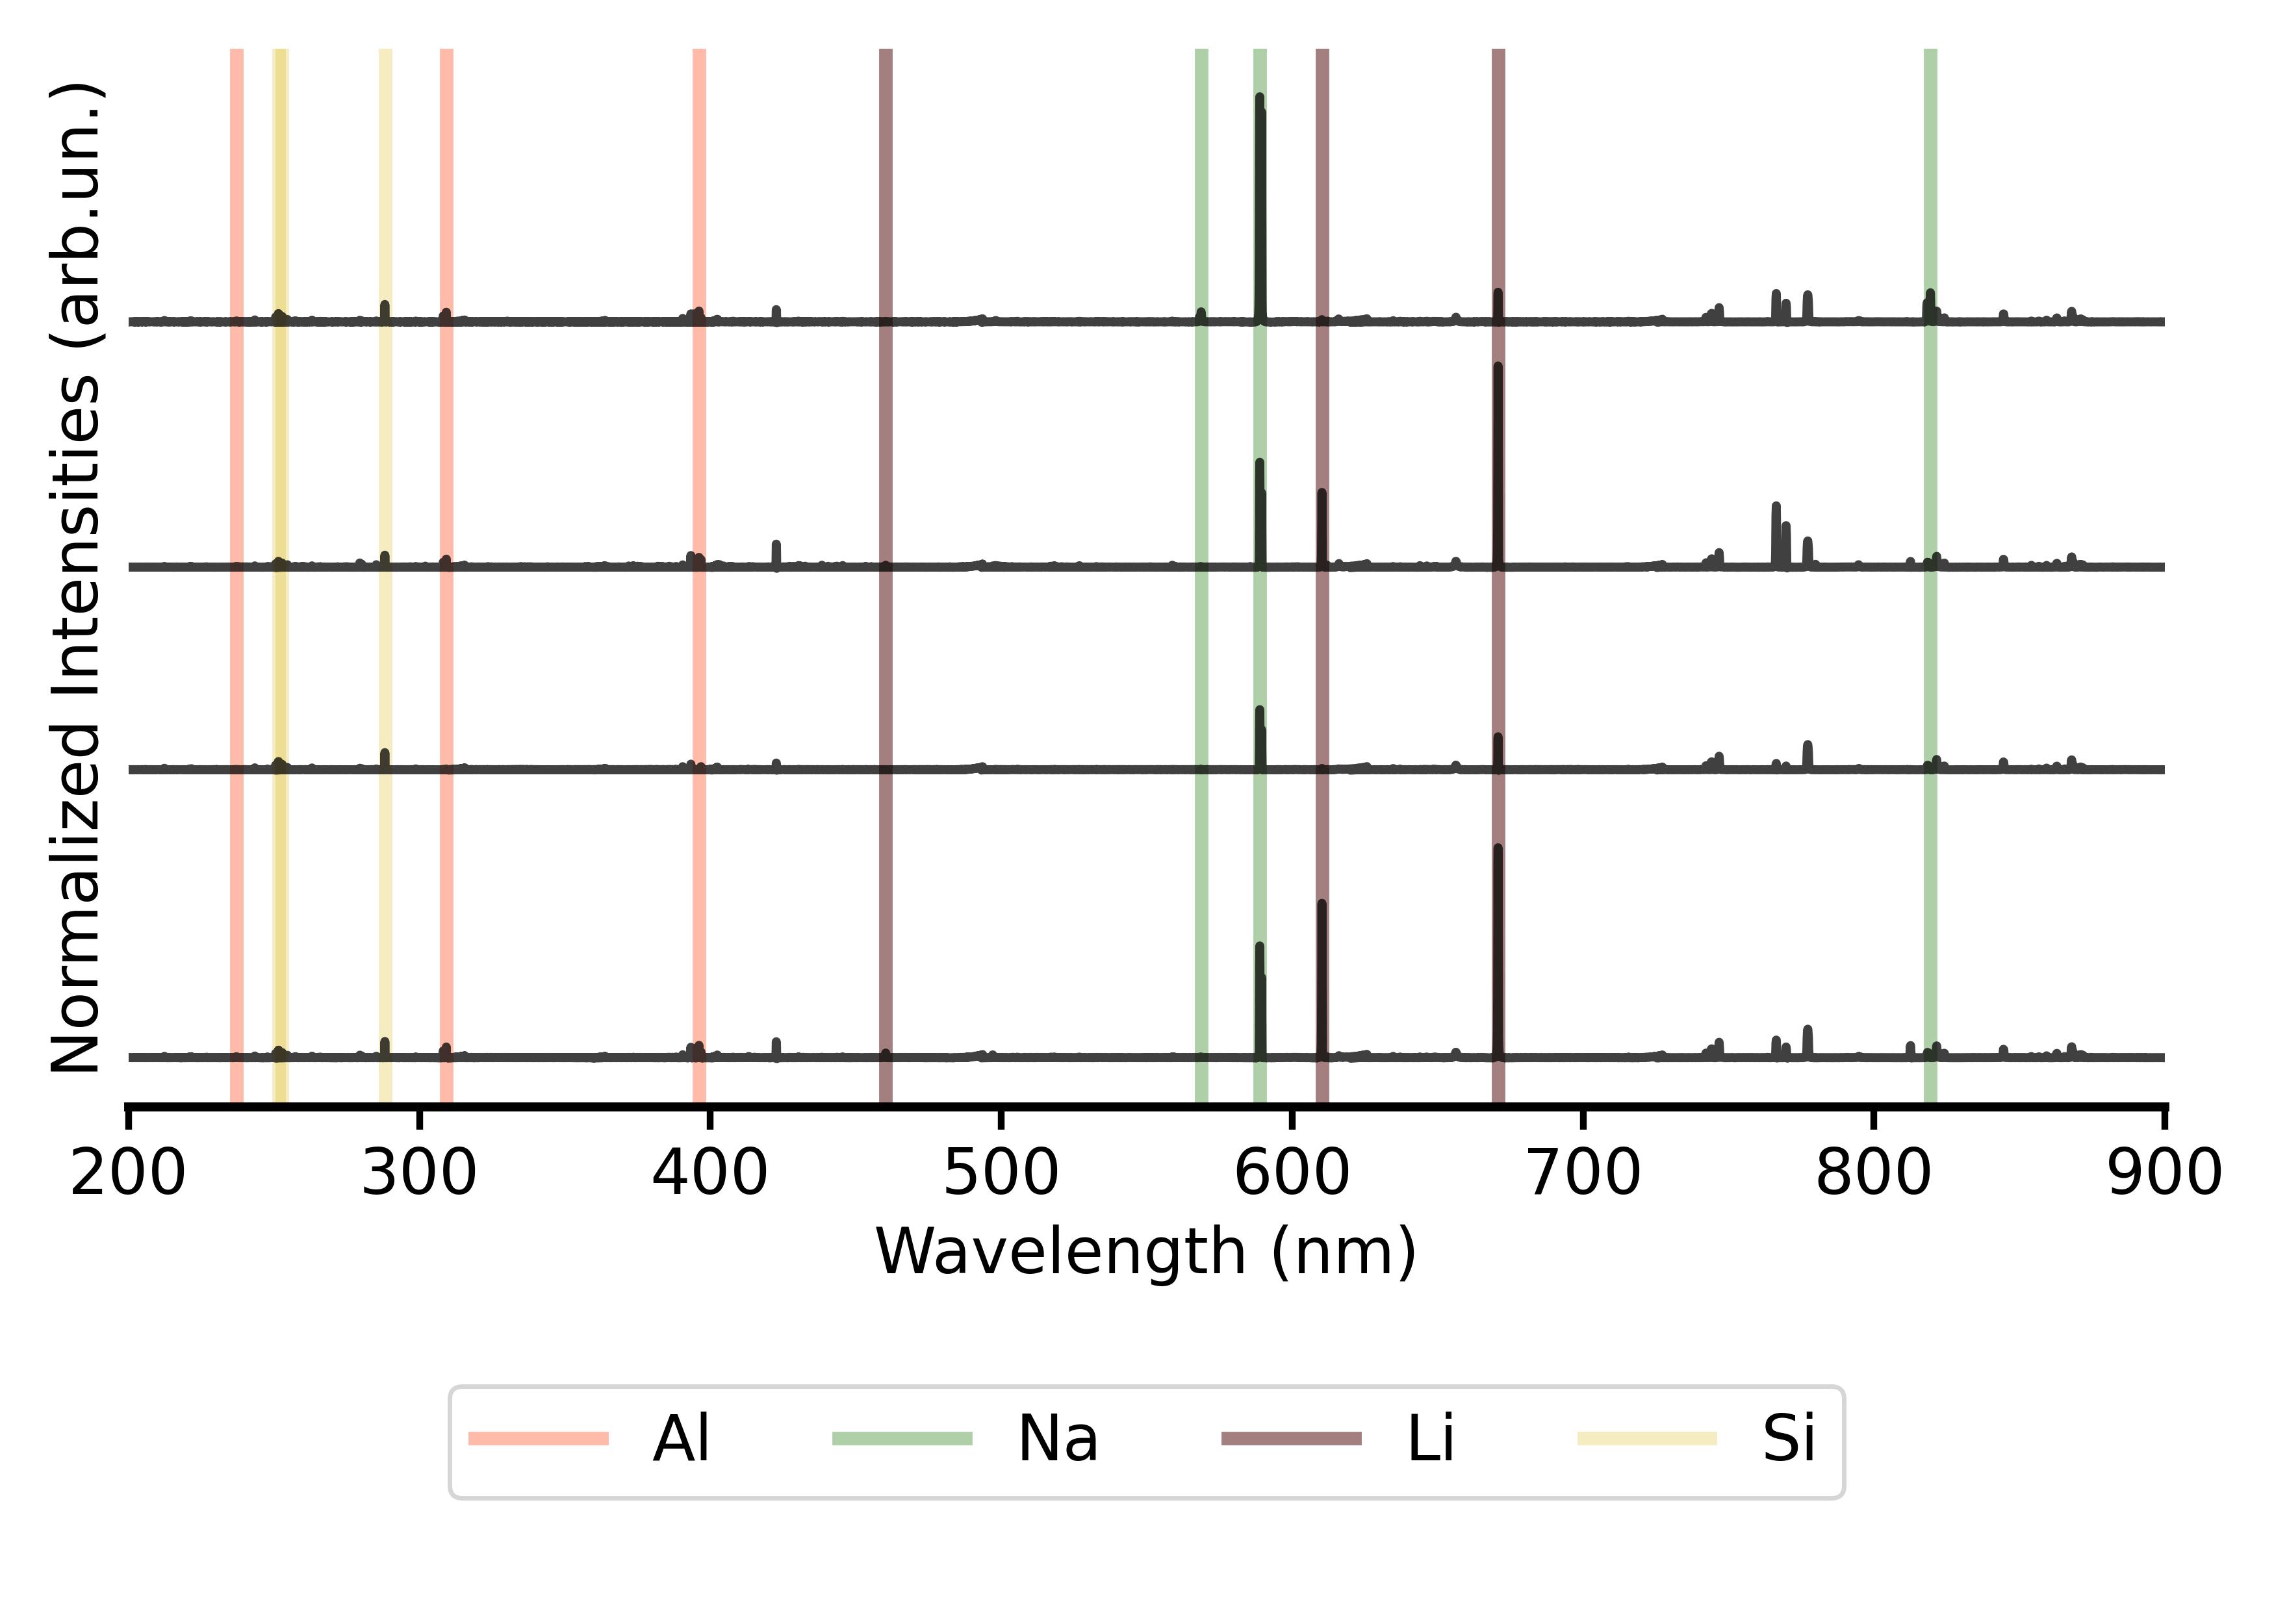 Normalized Intensities (arb.un.)
200 300 400 500 600 700 800 900
Wavelength (nm)
Al Na Li Si